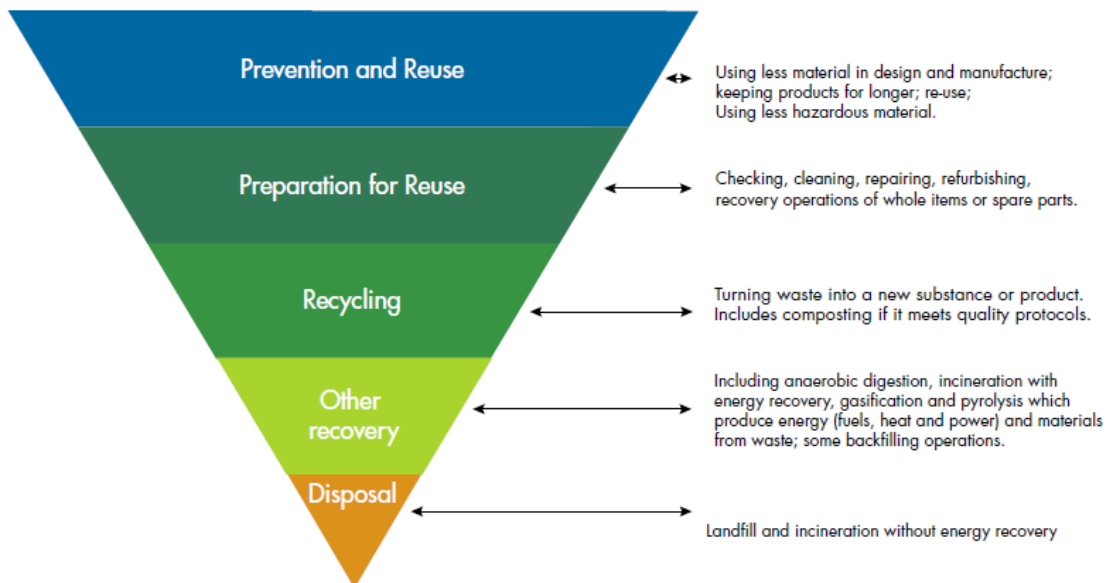 Prevention and Reuse
Using less material in design and manufacture;
keeping products for longer; re-use;
Using less hazardous material.
Preparation for Reuse
Checking, cleaning, repairing, refurbishing,
recovery operations of whole items or spare parts.
Recycling
Turning waste into a new substance or product.
Includes composting if it meets quality protocols.
Other
recovery
Including anaerobic digestion, incineration with
energy recovery, gasification and pyrolysis which
produce energy (fuels, heat and power) and materials
from waste; some backfilling operations.
Disposal
Landfill and incineration without energy recovery